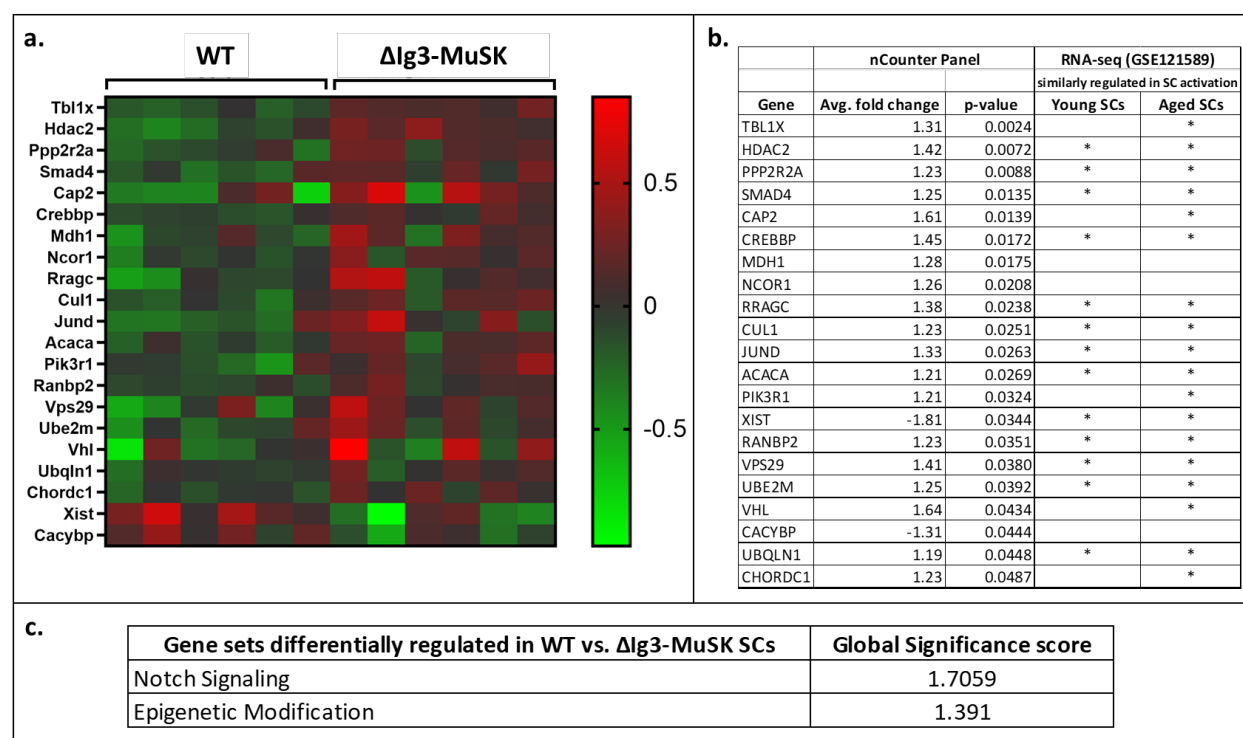 a.
WT ΔIg3-MuSK
Tbl1x
Hdac2
Ppp2r2a
Smad4
Cap2
Crebbp
Mdh1
Ncor1
Rragc
Cul1
Jund
Acaca
Pik3r1
Ranbp2
Vps29
Ube2m
Vhl
Ubqln1
Chordc1
Xist
Cacybp
0.5
0
-0.5
b.
nCounter Panel RNA-seq (GSE121589)
similarly regulated in SC activation
Gene Avg. fold change p-value Young SCs Aged SCs
TBL1X 1.31 0.0024 *
HDAC2 1.42 0.0072 * *
PPP2R2A 1.23 0.0088 * *
SMAD4 1.25 0.0135 * *
CAP2 1.61 0.0139 *
CREBBP 1.45 0.0172 * *
MDH1 1.28 0.0175
NCOR1 1.26 0.0208
RRAGC 1.38 0.0238 * *
CUL1 1.23 0.0251 * *
JUND 1.33 0.0263 * *
ACACA 1.21 0.0269 * *
PIK3R1 1.21 0.0324 *
XIST -1.81 0.0344 * *
RANBP2 1.23 0.0351 * *
VPS29 1.41 0.0380 * *
UBE2M 1.25 0.0392 * *
VHL 1.64 0.0434 *
CACYBP -1.31 0.0444
UBQLN1 1.19 0.0448 * *
CHORDC1 1.23 0.0487 *
c.
Gene sets differentially regulated in WT vs. ΔIg3-MuSK SCs Global Significance score
Notch Signaling 1.7059
Epigenetic Modification 1.391